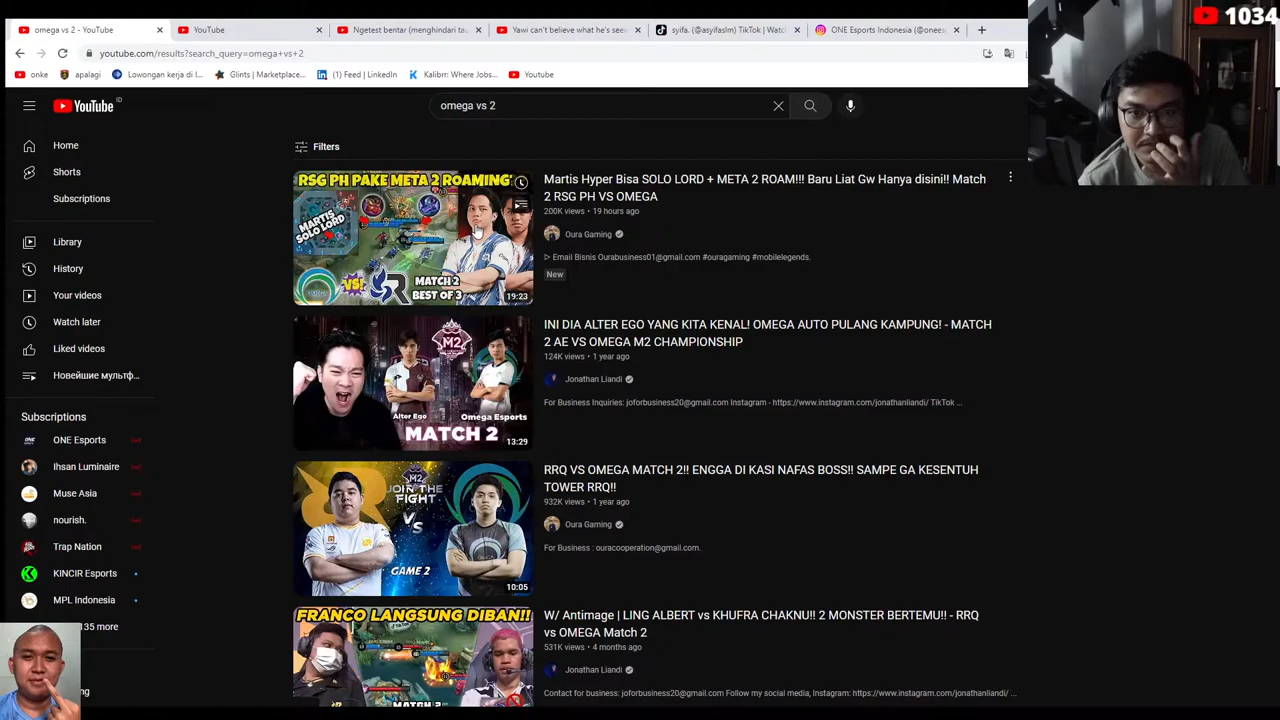 omega vs 2 - YouTube
YouTube
Ngetest bentar (menghindari tau
Yawi can't believe what he's see
syifa. (@asyifaslm) TikTok | Watc
ONE Esports Indonesia (@onees
1034
youtube.com/results?search_query=omega+vs+2
onke
apalagi
Lowongan kerja di I...
Glints | Marketplace...
(1) Feed | LinkedIn
Kalibrr: Where Jobs...
Youtube
YouTube ID
omega vs 2
Home
Shorts
Subscriptions
Library
History
Your videos
Watch later
Liked videos
Новейшие мультф...
Subscriptions
ONE Esports
Ihsan Luminaire
Muse Asia
nourish.
Trap Nation
KINCIR Esports
MPL Indonesia
135 more
ng
Filters
RSG PH PAKE META 2 ROAMING
MARTIS
SOLO LORD
VS
MATCH 2
BEST OF 3
19:23
Martis Hyper Bisa SOLO LORD + META 2 ROAM!!! Baru Liat Gw Hanya disini!! Match
2 RSG PH VS OMEGA
200K views • 19 hours ago
Oura Gaming
▷ Email Bisnis Ourabusiness01@gmail.com #ouragaming #mobilelegends.
New
M2
Alter Ego
Omega Esports
MATCH 2
13:29
INI DIA ALTER EGO YANG KITA KENAL! OMEGA AUTO PULANG KAMPUNG! - MATCH
2 AE VS OMEGA M2 CHAMPIONSHIP
124K views • 1 year ago
Jonathan Liandi
For Business Inquiries: joforbusiness20@gmail.com Instagram - https://www.instagram.com/jonathanliandi/ TikTok ...
M2
JOIN THE
FIGHT
VS
GAME 2
10:05
RRQ VS OMEGA MATCH 2!! ENGGA DI KASI NAFAS BOSS!! SAMPE GA KESENTUH
TOWER RRQ!!
932K views • 1 year ago
Oura Gaming
For Business : ouracooperation@gmail.com.
FRANCO LANGSUNG DIBAN!!
MATCH 2
W/ Antimage | LING ALBERT vs KHUFRA CHAKNU!! 2 MONSTER BERTEMU!! - RRQ
vs OMEGA Match 2
531K views • 4 months ago
Jonathan Liandi
Contact for business: joforbusiness20@gmail.com Follow my social media, Instagram: https://www.instagram.com/jonathanliandi/ ...